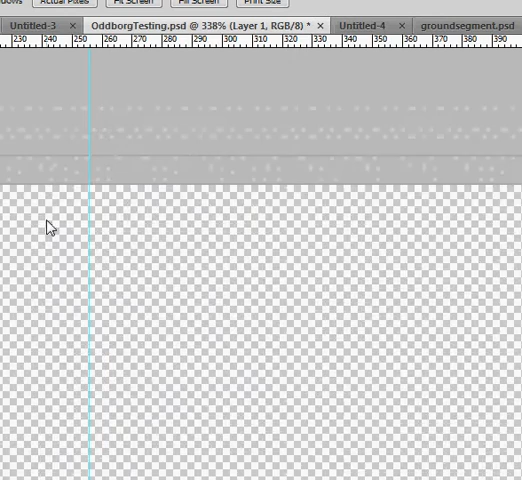 dows Actual Pixels Fit Screen Fill Screen Print Size
Untitled-3 × OddborgTesting.psd @ 338% (Layer 1, RGB/8) * × Untitled-4 × groundsegment.psd
230 240 250 260 270 280 290 300 310 320 330 340 350 360 370 380 390